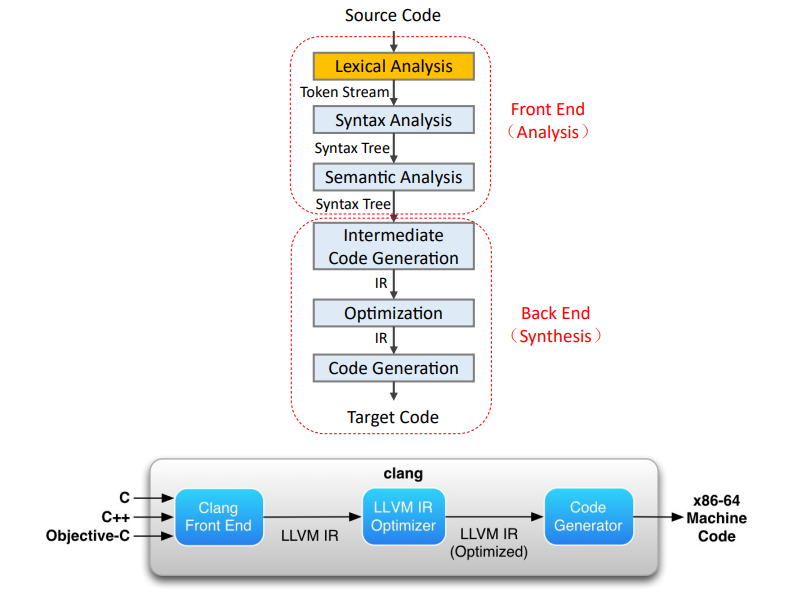 Source Code
Lexical Analysis
Token Stream
Syntax Analysis
Syntax Tree
Semantic Analysis
Syntax Tree
Front End
（Analysis）
Intermediate
Code Generation
IR
Optimization
IR
Code Generation
Target Code
Back End
（Synthesis）
clang
C
C++
Objective-C
Clang
Front End
LLVM IR
LLVM IR
Optimizer
LLVM IR
(Optimized)
Code
Generator
x86-64
Machine
Code